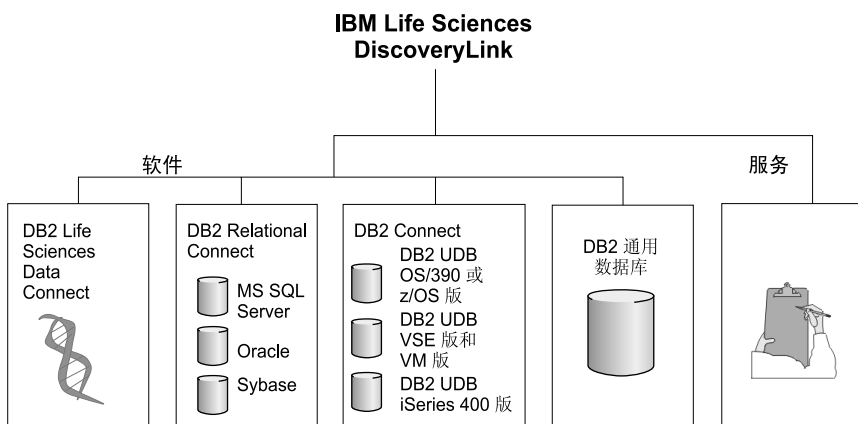 IBM Life Sciences
DiscoveryLink
软件
服务
DB2 Life
Sciences
Data
Connect
DB2 Relational
Connect
MS SQL
Server
Oracle
Sybase
DB2 Connect
DB2 UDB
OS/390 或
z/OS 版
DB2 UDB
VSE 版和
VM 版
DB2 UDB
iSeries 400 版
DB2 通用
数据库